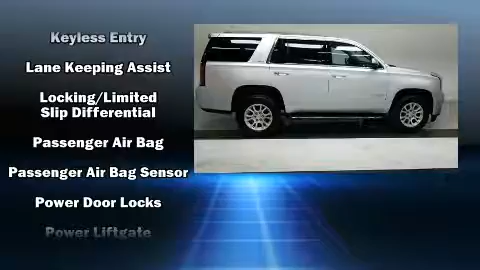 Keyless Entry
Lane Keeping Assist
Locking/Limited
Slip Differential
Passenger Air Bag
Passenger Air Bag Sensor
Power Door Locks
Power Liftgate